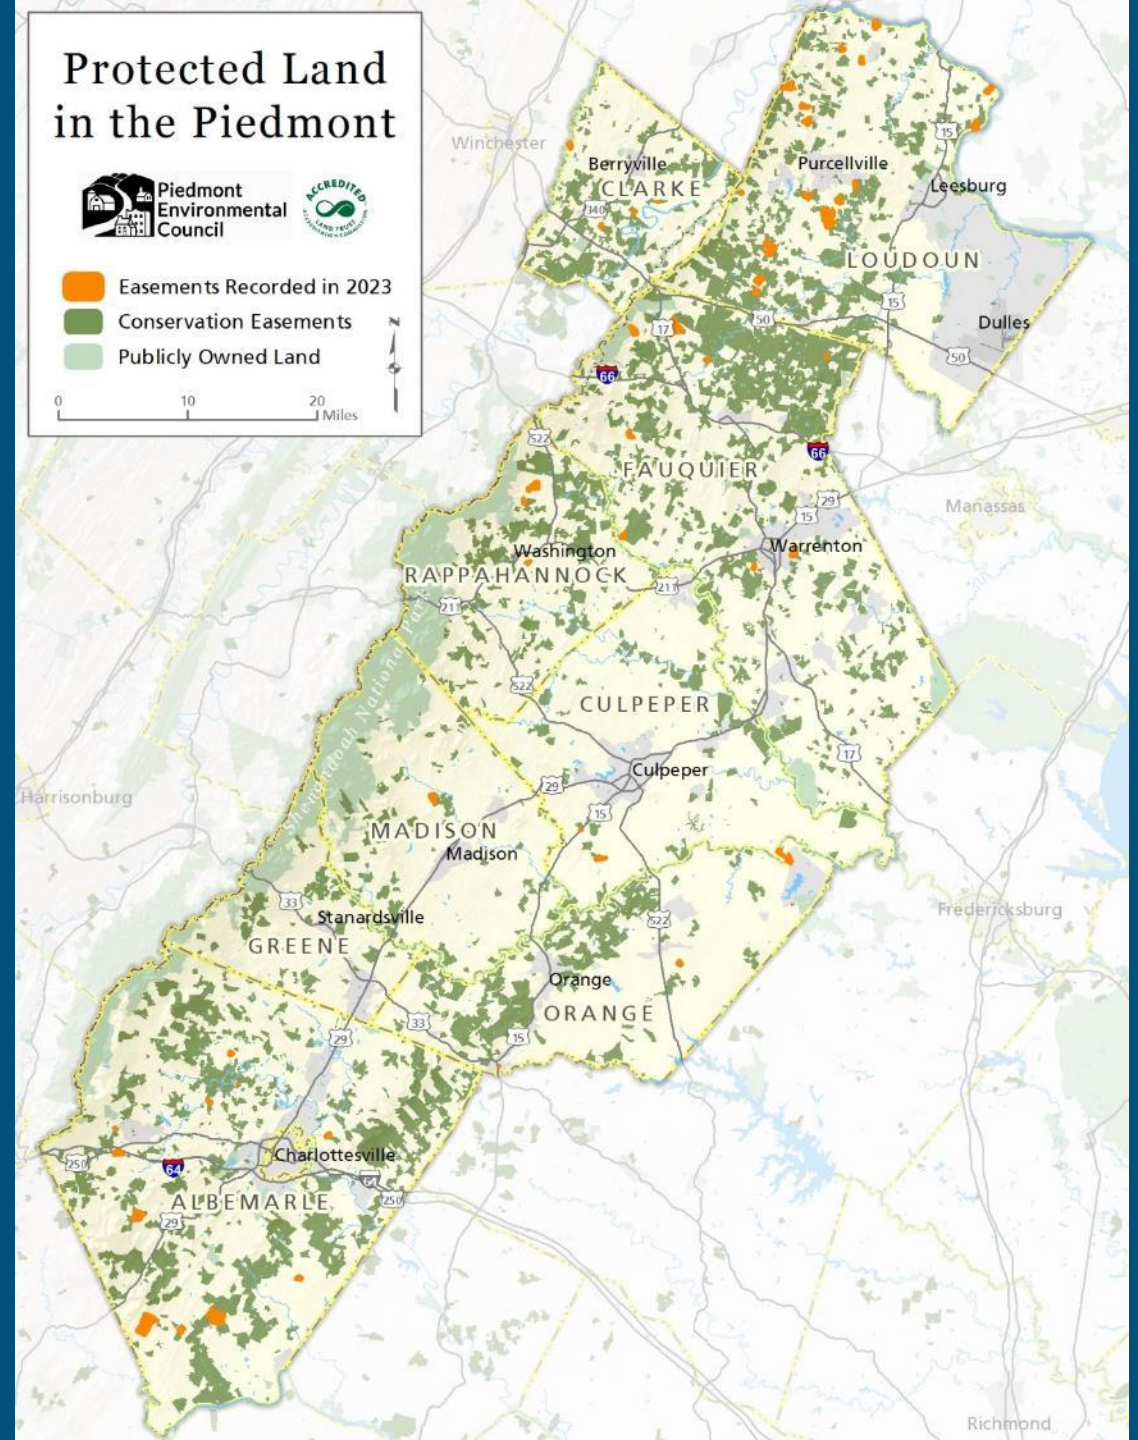 Protected Land
in the Piedmont
Piedmont
Environmental
Council
ACCREDITED
LAND TRUST
Easements Recorded in 2023
Conservation Easements
Publicly Owned Land
N
0 10 20
Miles
Winchester
Berryville
CLARKE
340
Purcellville
15
Leesburg
LOUDOUN
15
Dulles
50
50
17
66
522
66
FAUQUIER
29
15
Manassas
Warrenton
Washington
RAPPAHANNOCK
211
211
Shenandoah National Park
522
CULPEPER
17
Culpeper
29
15
Harrisonburg
MADISON
Madison
33
Stanardsville
GREENE
522
Fredericksburg
Orange
ORANGE
33
15
29
Charlottesville
250
64
64
250
ALBEMARLE
29
Richmond